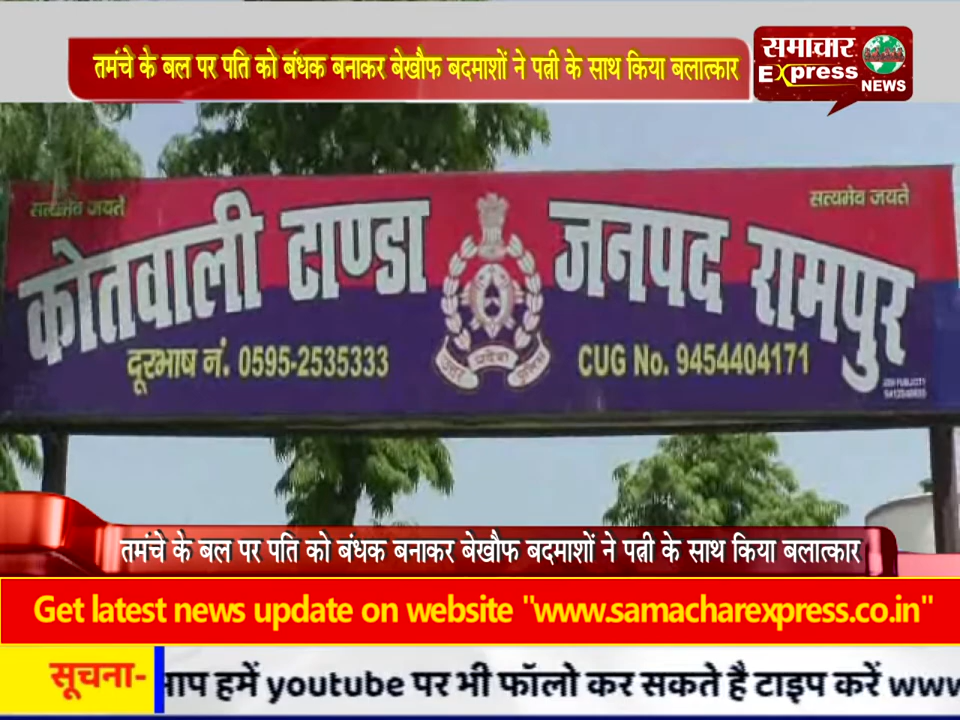 तमंचे के बल पर पति को बंधक बनाकर बेखौफ बदमाशों ने पत्नी के साथ किया बलात्कार
समाचार
Express
NEWS
सत्यमेव जयते
सत्यमेव जयते
कोतवाली टाण्डा जनपद रामपुर
दूरभाष नं. 0595-2535333
CUG No. 9454404171
उत्तर प्रदेश पुलिस
तमंचे के बल पर पति को बंधक बनाकर बेखौफ बदमाशों ने पत्नी के साथ किया बलात्कार
Get latest news update on website "www.samacharexpress.co.in"
सूचना- आप हमें youtube पर भी फॉलो कर सकते है टाइप करें www